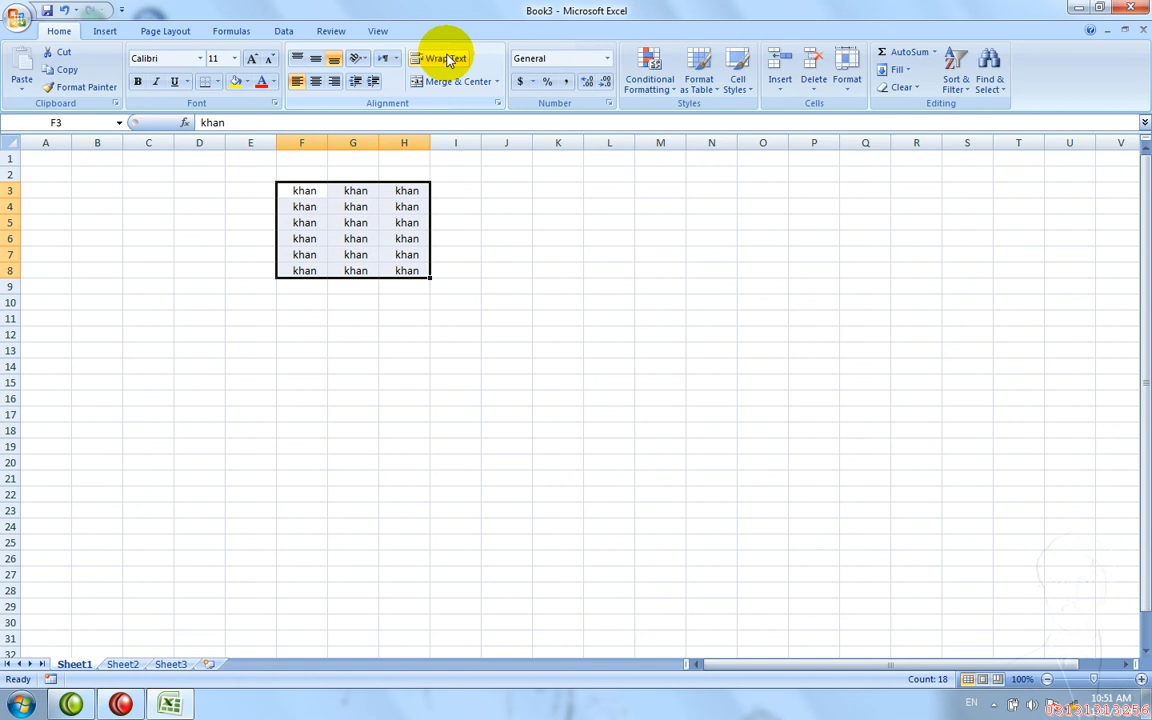 Book3 - Microsoft Excel
Home Insert Page Layout Formulas Data Review View
Paste
Cut
Copy
Format Painter
Clipboard
Calibri 11
Font
Wrap Text
Merge & Center
Alignment
General
Number
Conditional Formatting
Format as Table
Cell Styles
Styles
Insert
Delete
Format
Cells
Σ AutoSum
Fill
Clear
Sort & Filter
Find & Select
Editing
F3 fx khan
A B C D E F G H I J K L M N O P Q R S T U V
1
2
3 khan khan khan
4 khan khan khan
5 khan khan khan
6 khan khan khan
7 khan khan khan
8 khan khan khan
9
10
11
12
13
14
15
16
17
18
19
20
21
22
23
24
25
26
27
28
29
30
31
32
Sheet1 Sheet2 Sheet3
Ready Count: 18 100%
EN 10:51 AM